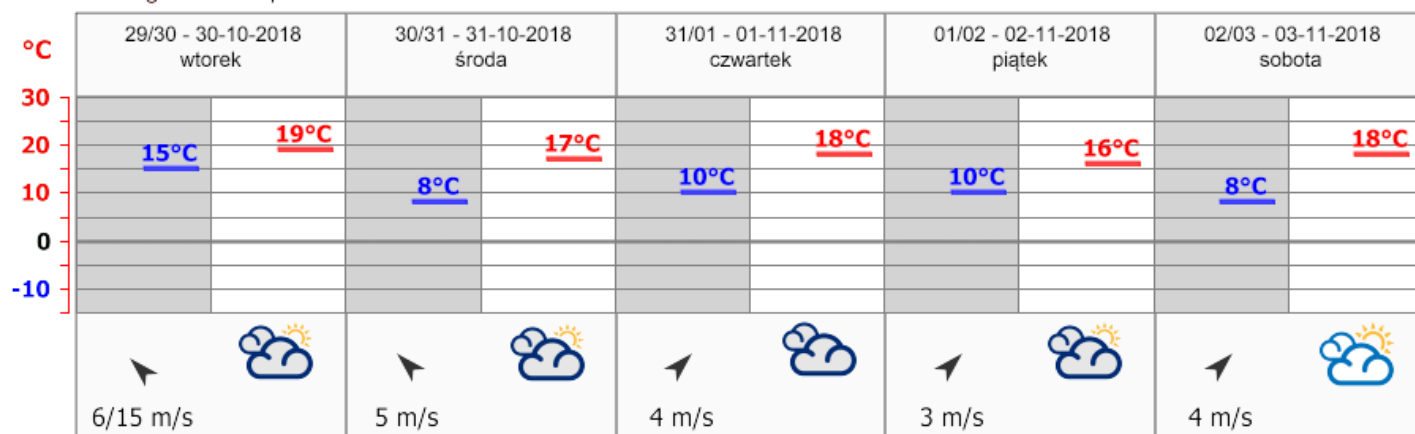 29/30 - 30-10-2018
wtorek
30/31 - 31-10-2018
środa
31/01 - 01-11-2018
czwartek
01/02 - 02-11-2018
piątek
02/03 - 03-11-2018
sobota
°C
30
20
10
0
-10
15°C 19°C 8°C 17°C 10°C 18°C 10°C 16°C 8°C 18°C
6/15 m/s 5 m/s 4 m/s 3 m/s 4 m/s